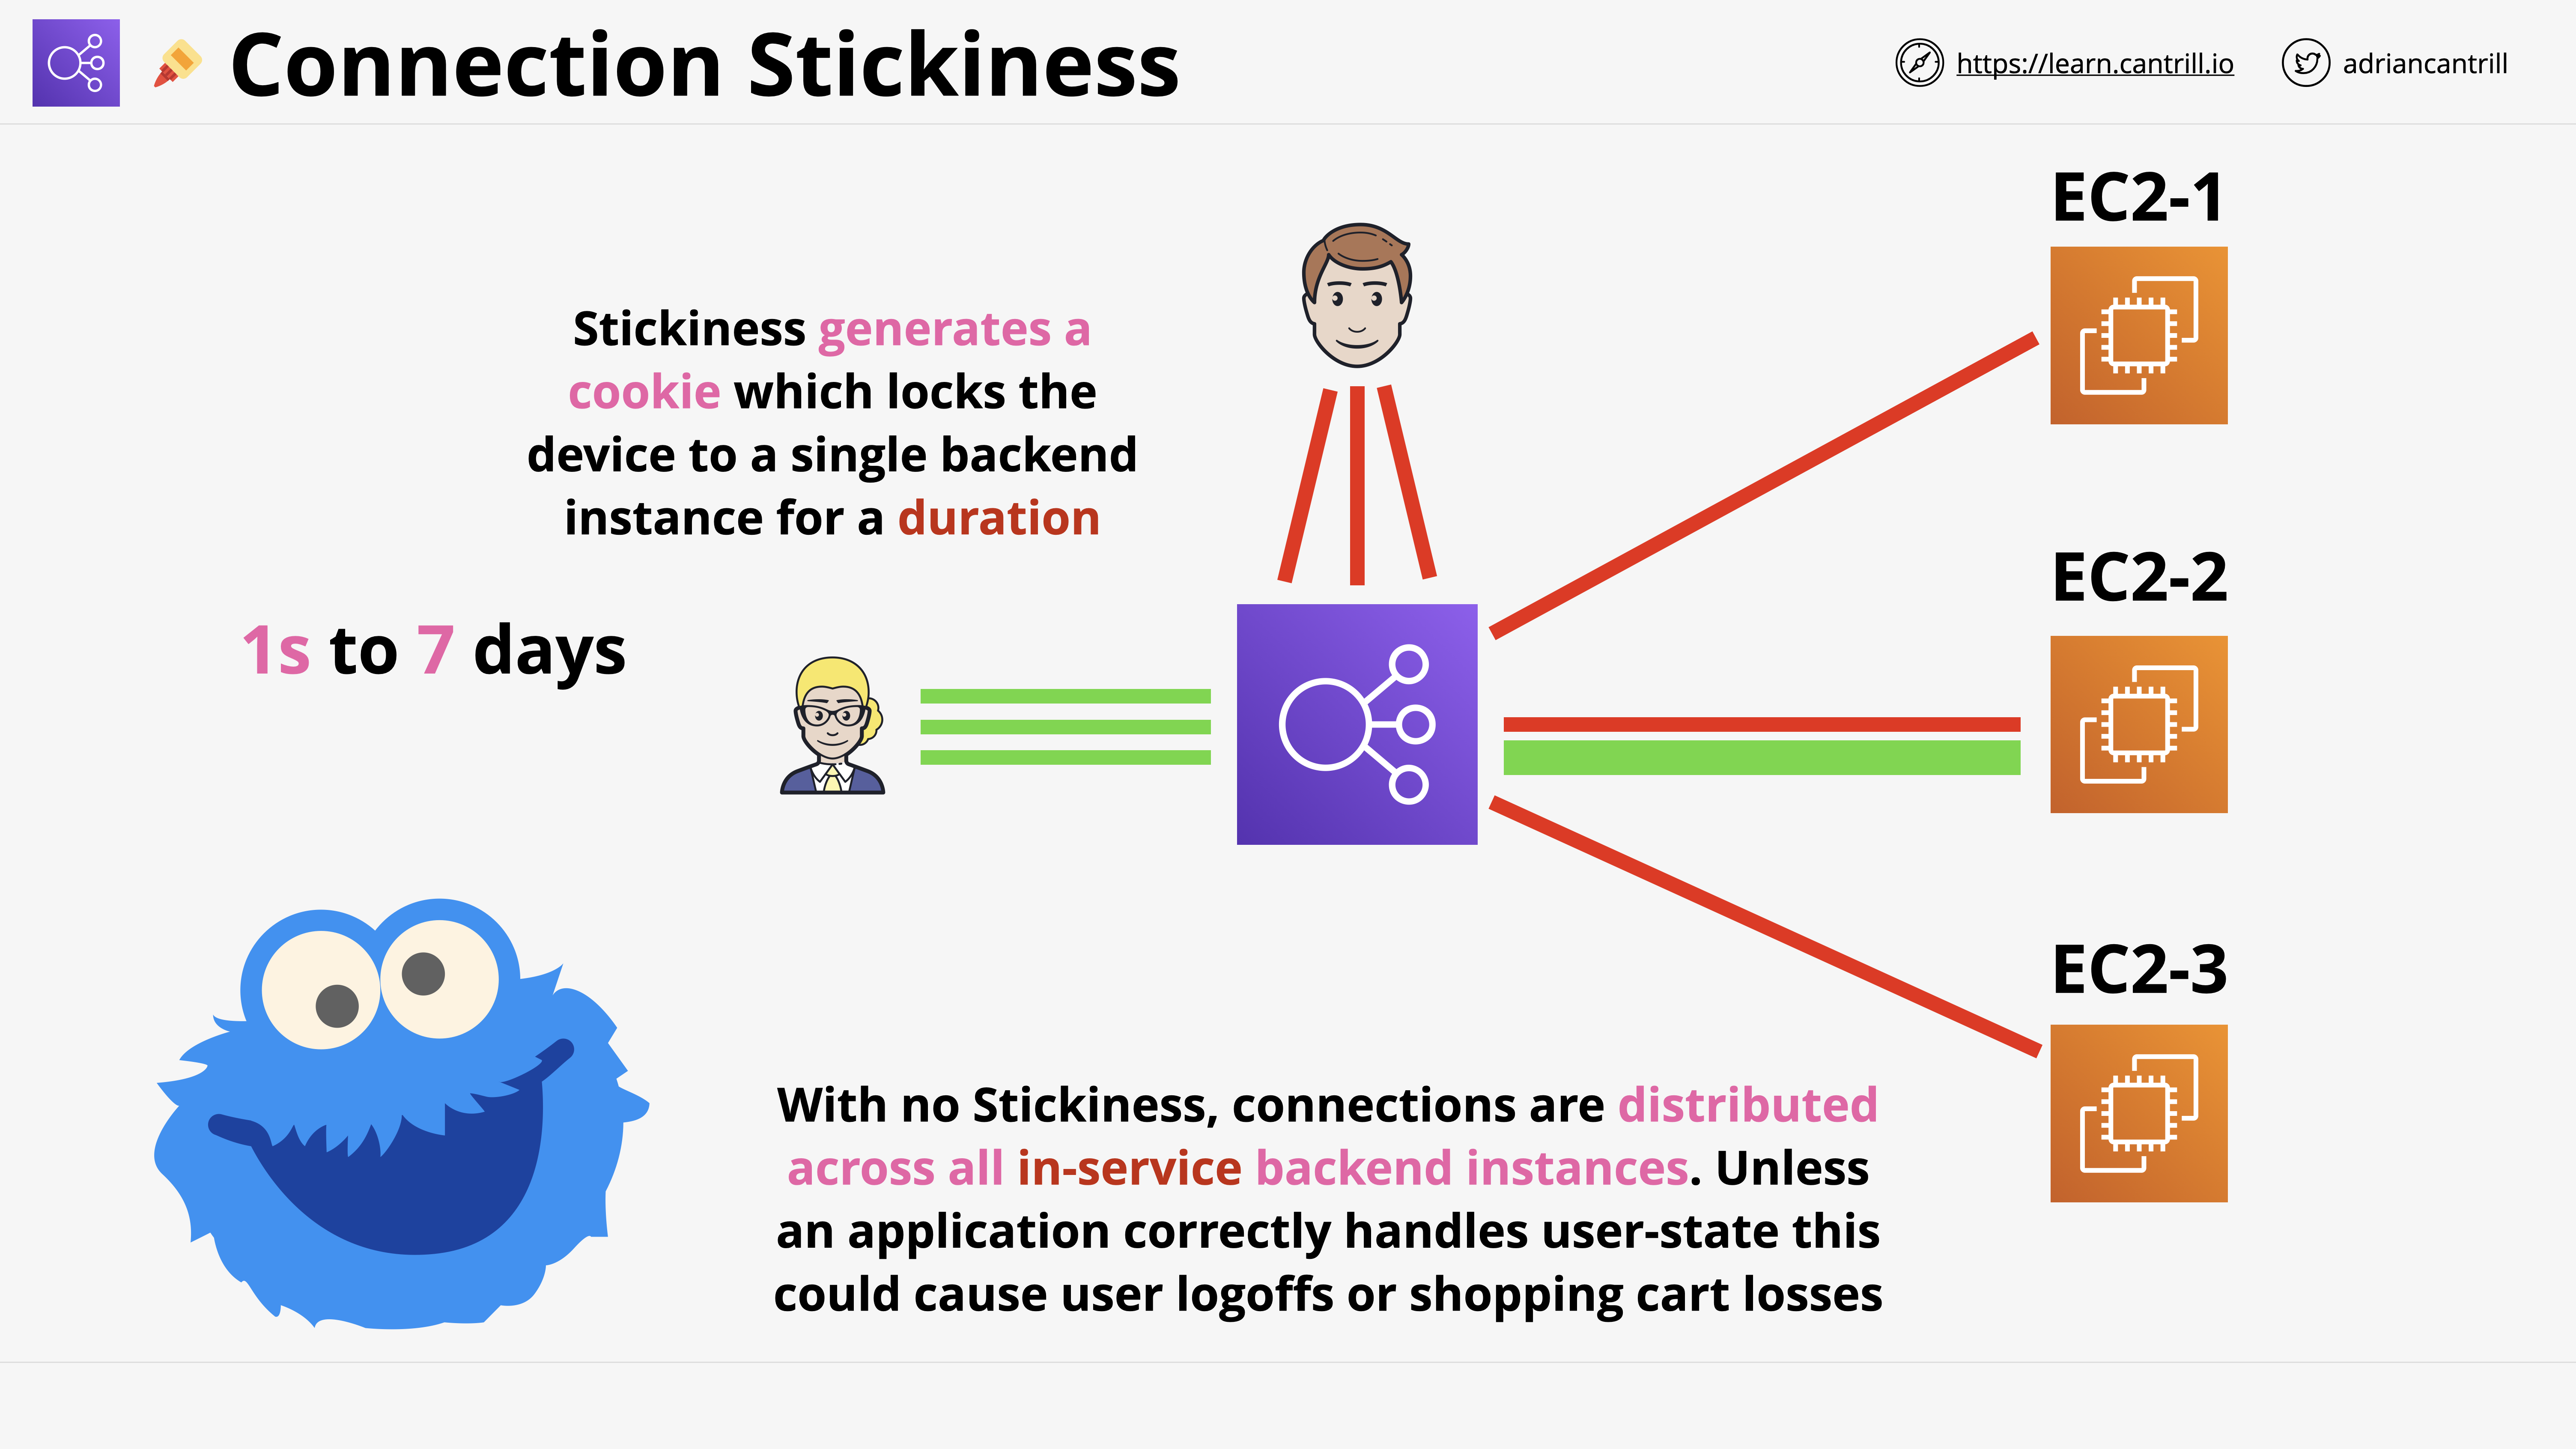 Connection Stickiness
https://learn.cantrill.io
adriancantrill
EC2-1
Stickiness generates a
cookie which locks the
device to a single backend
instance for a duration
EC2-2
1s to 7 days
EC2-3
With no Stickiness, connections are distributed
across all in-service backend instances. Unless
an application correctly handles user-state this
could cause user logoffs or shopping cart losses